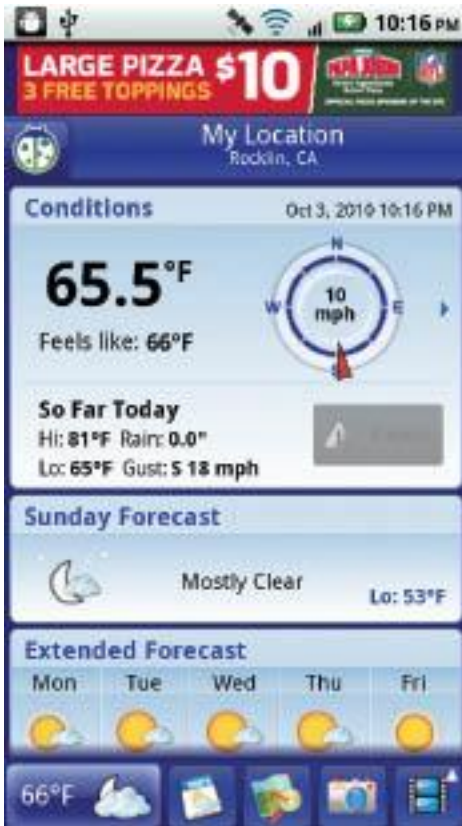 10:16 PM
LARGE PIZZA $10
3 FREE TOPPINGS
My Location
Rocklin, CA
Conditions Oct 3, 2010 10:16 PM
65.5°F
N
W 10 E
mph
Feels like: 66°F
So Far Today
Hi: 81°F Rain: 0.0"
Lo: 65°F Gust: S 18 mph
Sunday Forecast
Mostly Clear
Lo: 53°F
Extended Forecast
Mon Tue Wed Thu Fri
66°F